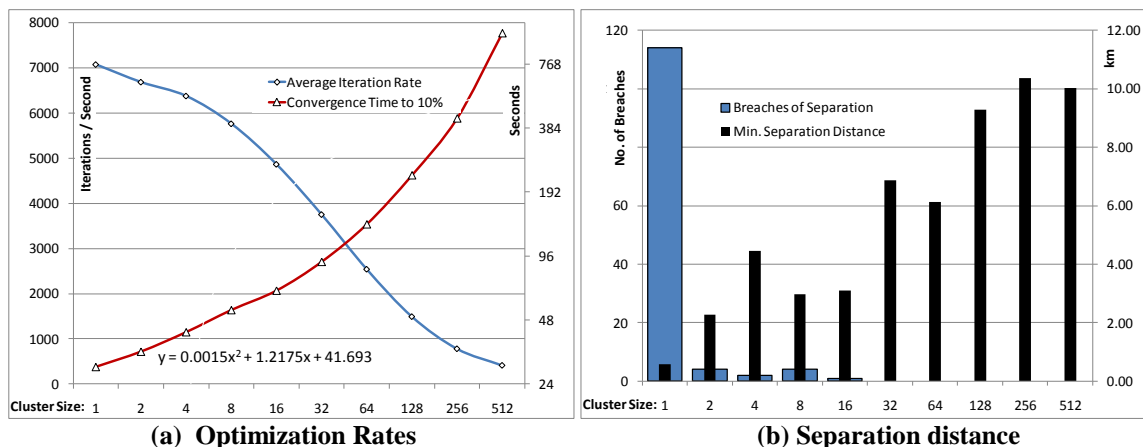 8000
7000
6000
5000
4000
3000
2000
1000
0
Iterations / Second
Average Iteration Rate
Convergence Time to 10%
y = 0.0015x² + 1.2175x + 41.693
Seconds
768
384
192
96
48
24
Cluster Size: 1 2 4 8 16 32 64 128 256 512
(a) Optimization Rates
120
100
80
60
40
20
0
No. of Breaches
Breaches of Separation
Min. Separation Distance
km
12.00
10.00
8.00
6.00
4.00
2.00
0.00
Cluster Size: 1 2 4 8 16 32 64 128 256 512
(b) Separation distance